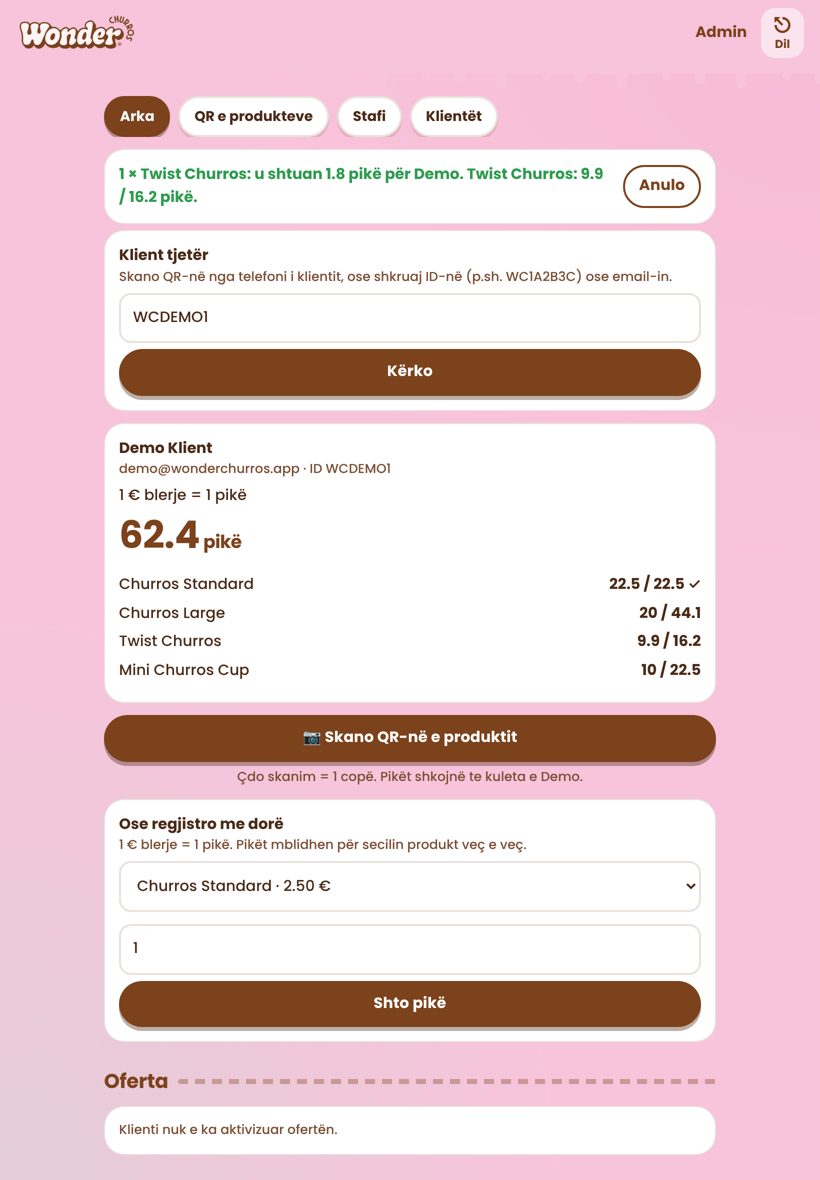 Wonder CHURROS
Admin
Dil
Arka
QR e produkteve
Stafi
Klientët
1 × Twist Churros: u shtuan 1.8 pikë për Demo. Twist Churros: 9.9
/ 16.2 pikë.
Anulo
Klient tjetër
Skano QR-në nga telefoni i klientit, ose shkruaj ID-në (p.sh. WC1A2B3C) ose email-in.
WCDEMO1
Kërko
Demo Klient
demo@wonderchurros.app · ID WCDEMO1
1 € blerje = 1 pikë
62.4 pikë
Churros Standard 22.5 / 22.5 ✓
Churros Large 20 / 44.1
Twist Churros 9.9 / 16.2
Mini Churros Cup 10 / 22.5
📷 Skano QR-në e produktit
Çdo skanim = 1 copë. Pikët shkojnë te kuleta e Demo.
Ose regjistro me dorë
1 € blerje = 1 pikë. Pikët mblidhen për secilin produkt veç e veç.
Churros Standard · 2.50 €
1
Shto pikë
Oferta
Klienti nuk e ka aktivizuar ofertën.